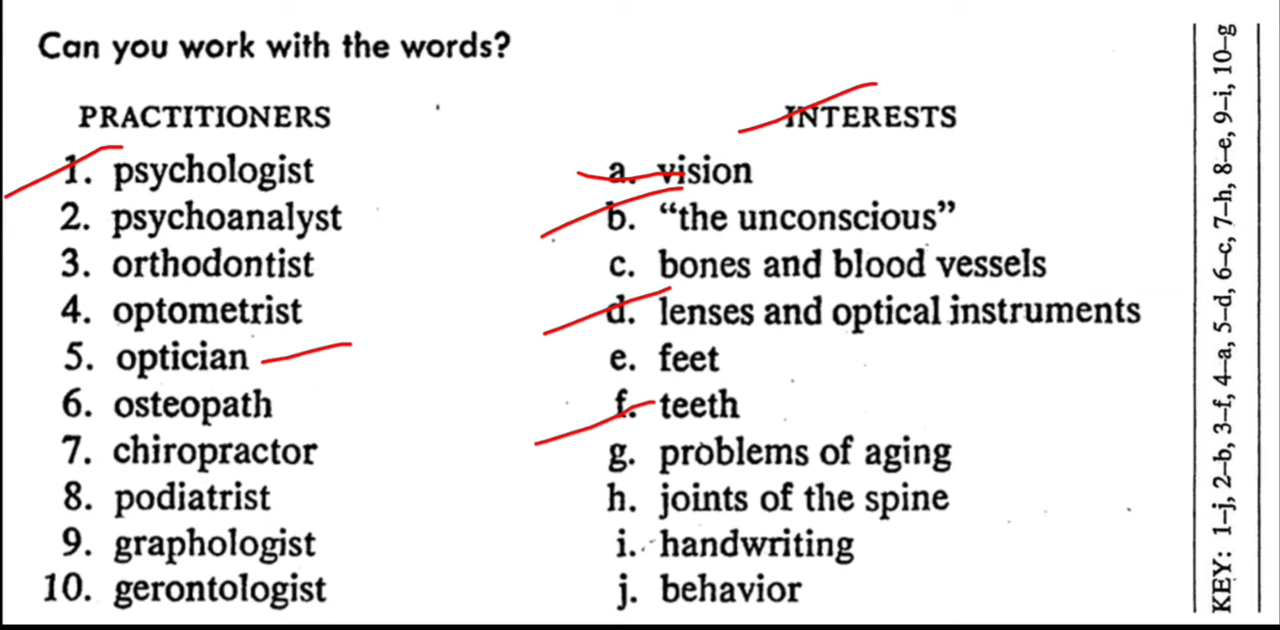 Can you work with the words?
PRACTITIONERS
1. psychologist
2. psychoanalyst
3. orthodontist
4. optometrist
5. optician
6. osteopath
7. chiropractor
8. podiatrist
9. graphologist
10. gerontologist
INTERESTS
a. vision
b. “the unconscious”
c. bones and blood vessels
d. lenses and optical instruments
e. feet
f. teeth
g. problems of aging
h. joints of the spine
i. handwriting
j. behavior
KEY: 1–j, 2–b, 3–f, 4–a, 5–d, 6–c, 7–h, 8–e, 9–i, 10–g